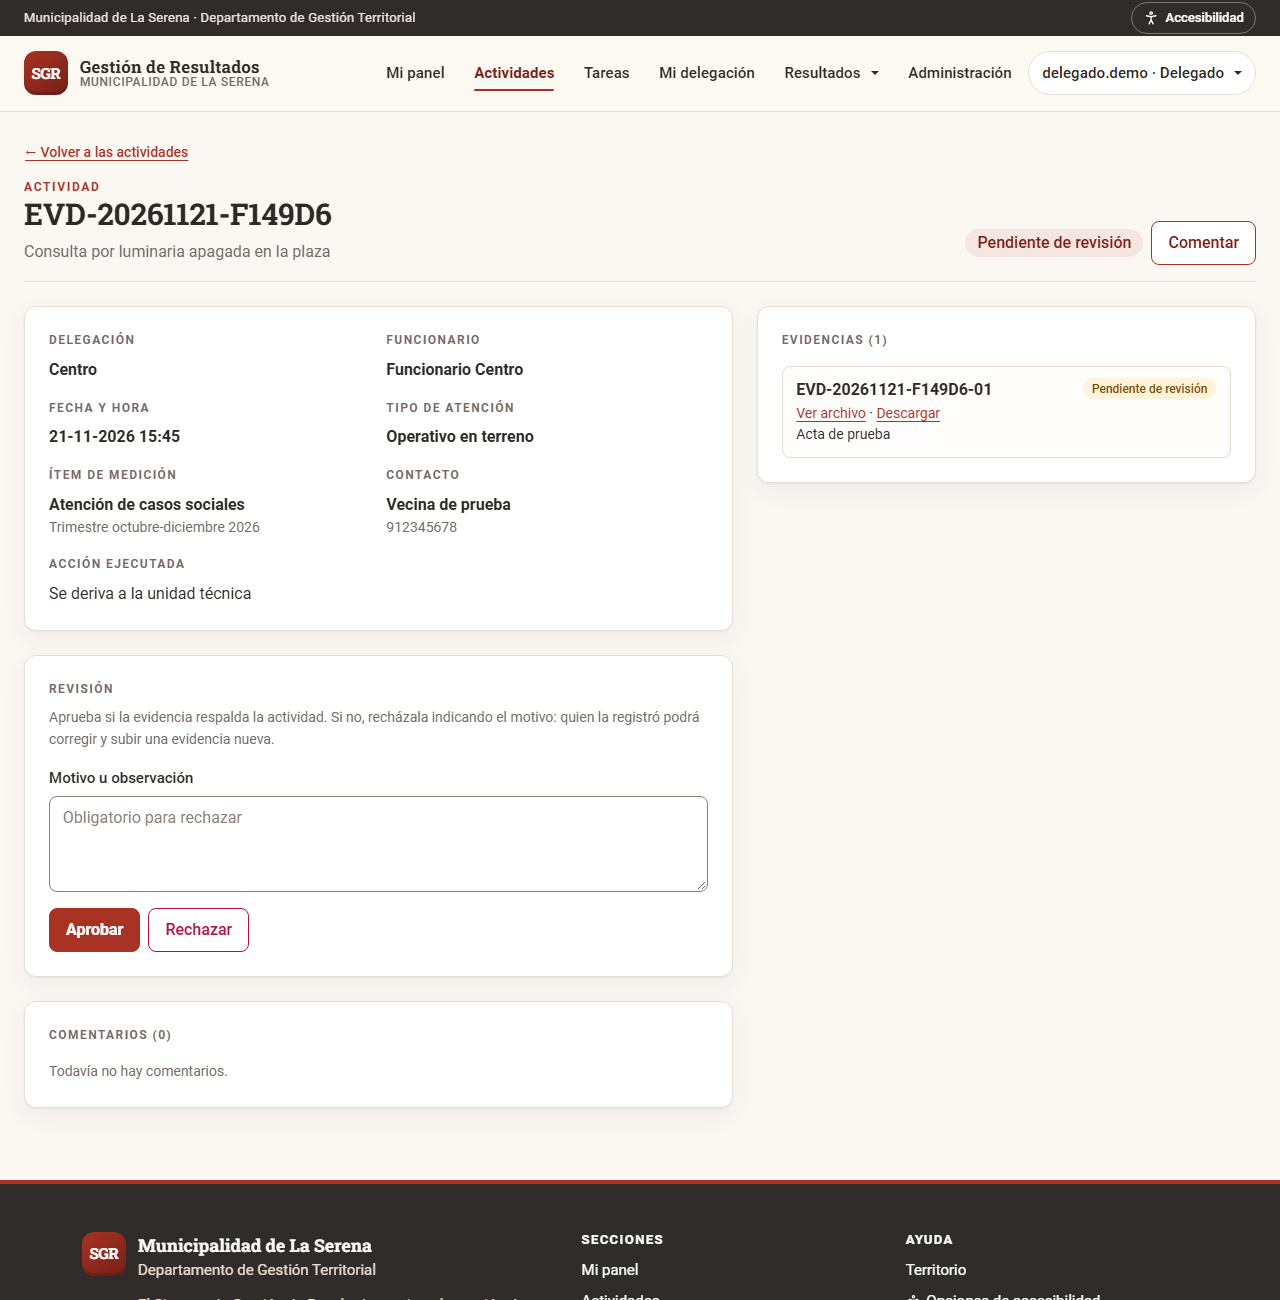 Municipalidad de La Serena · Departamento de Gestión Territorial
Accesibilidad
SGR
Gestión de Resultados
MUNICIPALIDAD DE LA SERENA
Mi panel
Actividades
Tareas
Mi delegación
Resultados
Administración
delegado.demo · Delegado
← Volver a las actividades
ACTIVIDAD
EVD-20261121-F149D6
Consulta por luminaria apagada en la plaza
Pendiente de revisión
Comentar
DELEGACIÓN
Centro
FUNCIONARIO
Funcionario Centro
FECHA Y HORA
21-11-2026 15:45
TIPO DE ATENCIÓN
Operativo en terreno
ÍTEM DE MEDICIÓN
Atención de casos sociales
Trimestre octubre-diciembre 2026
CONTACTO
Vecina de prueba
912345678
ACCIÓN EJECUTADA
Se deriva a la unidad técnica
EVIDENCIAS (1)
EVD-20261121-F149D6-01
Pendiente de revisión
Ver archivo · Descargar
Acta de prueba
REVISIÓN
Aprueba si la evidencia respalda la actividad. Si no, recházala indicando el motivo: quien la registró podrá
corregir y subir una evidencia nueva.
Motivo u observación
Obligatorio para rechazar
Aprobar
Rechazar
COMENTARIOS (0)
Todavía no hay comentarios.
SGR
Municipalidad de La Serena
Departamento de Gestión Territorial
SECCIONES
Mi panel
Actividades
AYUDA
Territorio
Opciones de accesibilidad